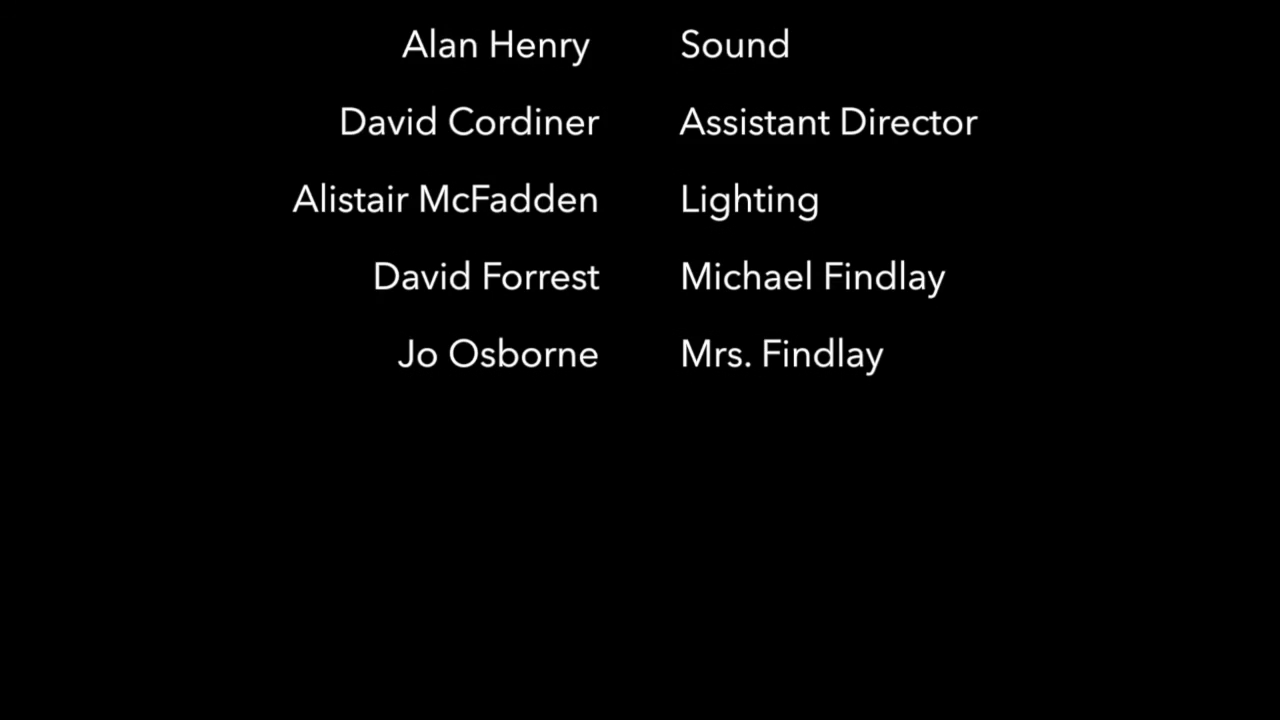 Alan Henry Sound
David Cordiner Assistant Director
Alistair McFadden Lighting
David Forrest Michael Findlay
Jo Osborne Mrs. Findlay